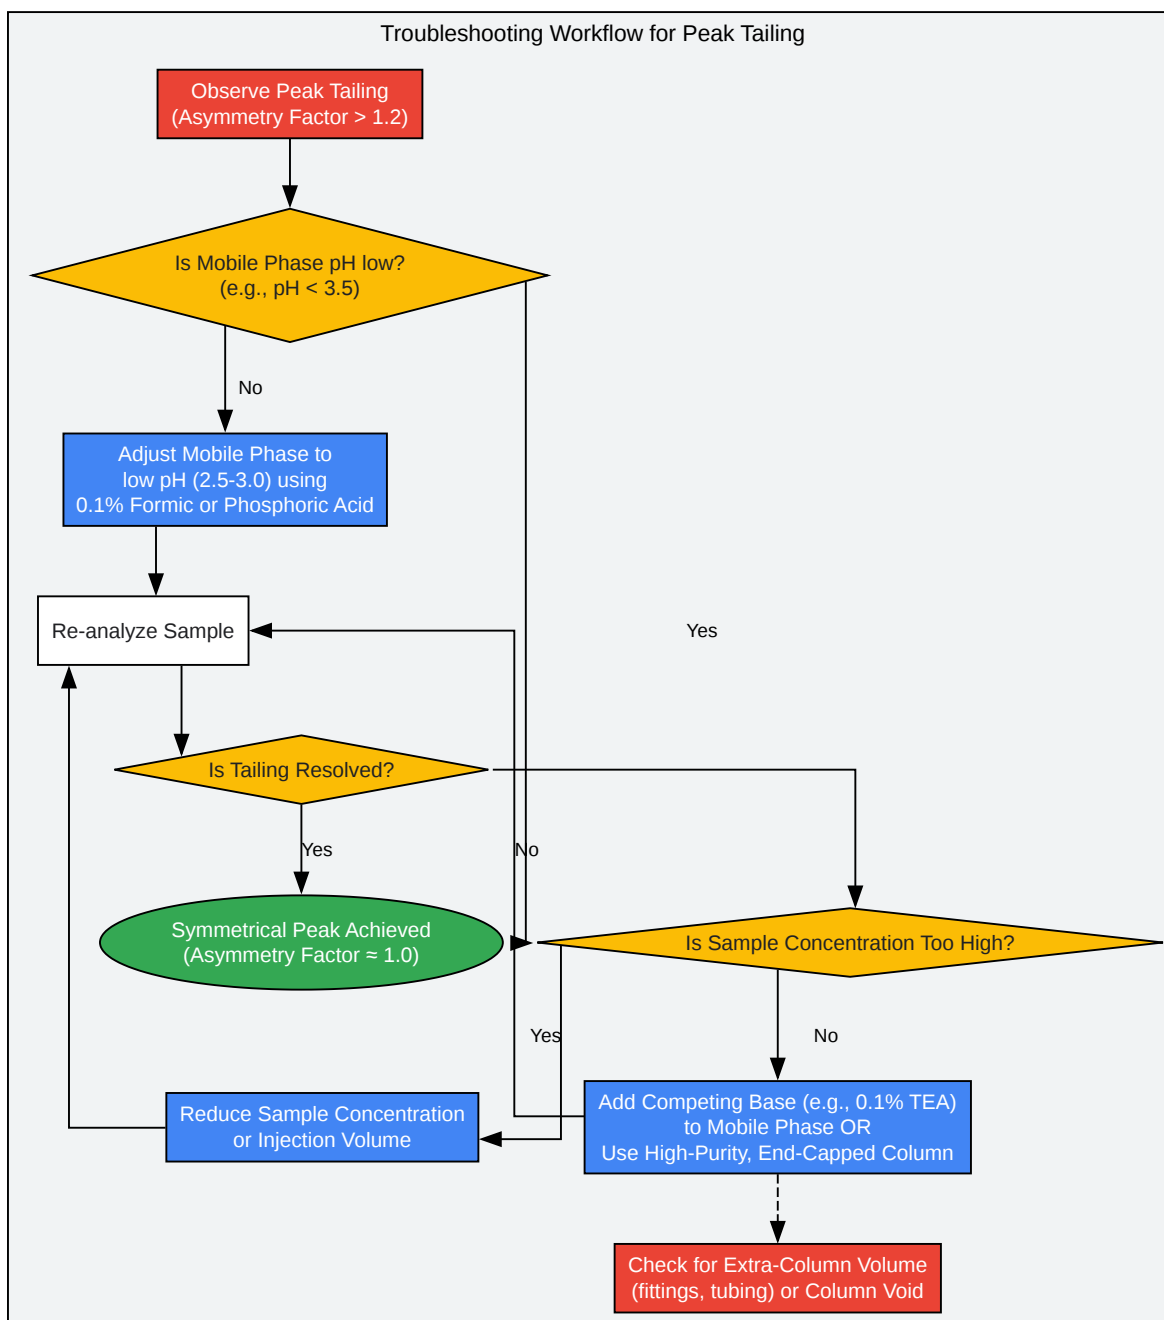 Troubleshooting Workflow for Peak Tailing
Observe Peak Tailing
(Asymmetry Factor > 1.2)
Is Mobile Phase pH low?
(e.g., pH < 3.5)
No
Adjust Mobile Phase to
low pH (2.5-3.0) using
0.1% Formic or Phosphoric Acid
Re-analyze Sample
Yes
Is Tailing Resolved?
Yes
No
Symmetrical Peak Achieved
(Asymmetry Factor ≈ 1.0)
Is Sample Concentration Too High?
Yes
No
Reduce Sample Concentration
or Injection Volume
Add Competing Base (e.g., 0.1% TEA)
to Mobile Phase OR
Use High-Purity, End-Capped Column
Check for Extra-Column Volume
(fittings, tubing) or Column Void